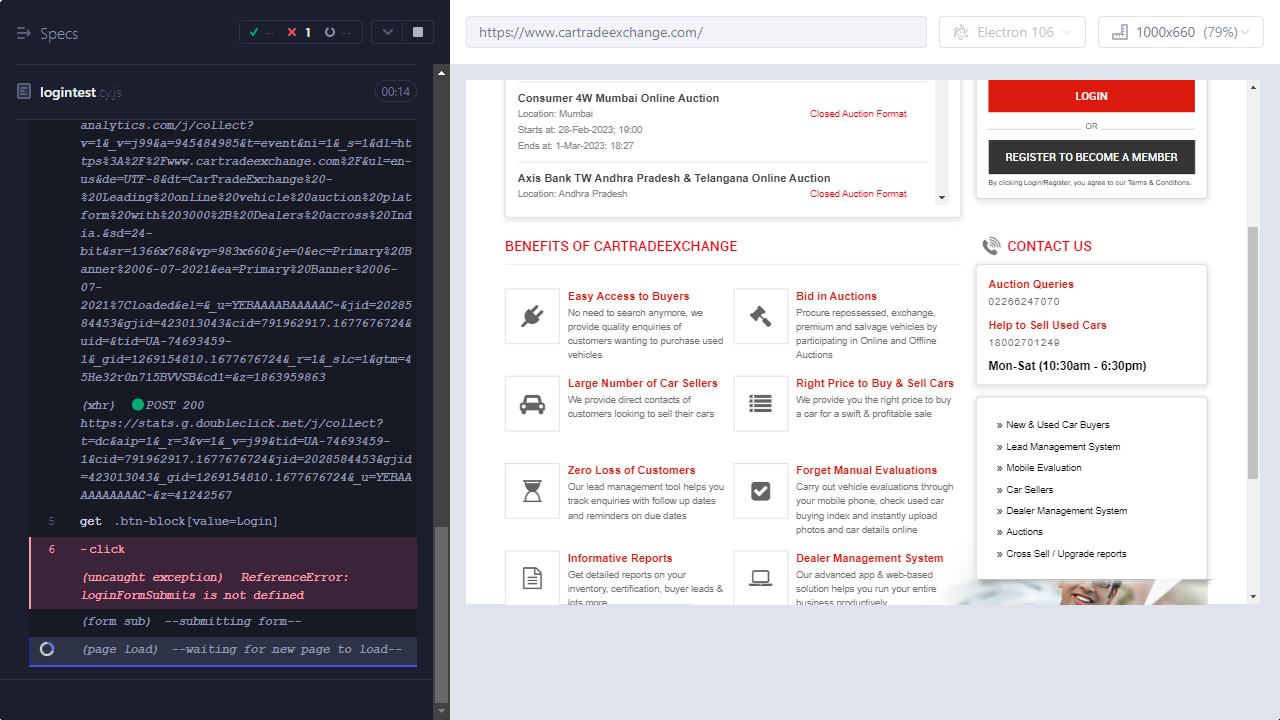 Specs
-- 1 --
logintest.cy.js
00:14
analytics.com/j/collect?
v=1&_v=j99&a=945484985&t=event&ni=1&_s=1&dl=ht
tps%3A%2F%2Fwww.cartradeexchange.com%2F&ul=en-
us&de=UTF-8&dt=CarTradeExchange%20-
%20Leading%20online%20vehicle%20auction%20plat
form%20with%203000%2B%20Dealers%20across%20Ind
ia.&sd=24-
bit&sr=1366x768&vp=983x660&je=0&ec=Primary%20B
anner%2006-07-2021&ea=Primary%20Banner%2006-
07-
2021%7Cloaded&el=&_u=YEBAAAABAAAAAC~&jid=20285
84453&gjid=423013043&cid=791962917.1677676724&
uid=&tid=UA-74693459-
1&_gid=1269154810.1677676724&_r=1&_slc=1&gtm=4
5He32r0n715BVVSB&cd1=&z=1863959863
(xhr) POST 200
https://stats.g.doubleclick.net/j/collect?
t=dc&aip=1&_r=3&v=1&_v=j99&tid=UA-74693459-
1&cid=791962917.1677676724&jid=2028584453&gjid
=423013043&_gid=1269154810.1677676724&_u=YEBAA
AAAAAAAAC~&z=41242567
5 get .btn-block[value=Login]
6 -click
(uncaught exception) ReferenceError:
loginFormSubmits is not defined
(form sub) --submitting form--
(page load) --waiting for new page to load--
https://www.cartradeexchange.com/
Electron 106
1000x660 (79%)
Consumer 4W Mumbai Online Auction
Location: Mumbai
Closed Auction Format
Starts at: 28-Feb-2023; 19:00
Ends at: 1-Mar-2023; 18:27
Axis Bank TW Andhra Pradesh & Telangana Online Auction
Location: Andhra Pradesh
Closed Auction Format
LOGIN
OR
REGISTER TO BECOME A MEMBER
By clicking Login/Register, you agree to our Terms & Conditions.
BENEFITS OF CARTRADEEXCHANGE
Easy Access to Buyers
No need to search anymore, we
provide quality enquiries of
customers wanting to purchase used
vehicles
Bid in Auctions
Procure repossessed, exchange,
premium and salvage vehicles by
participating in Online and Offline
Auctions
Large Number of Car Sellers
We provide direct contacts of
customers looking to sell their cars
Right Price to Buy & Sell Cars
We provide you the right price to buy
a car for a swift & profitable sale
Zero Loss of Customers
Our lead management tool helps you
track enquiries with follow up dates
and reminders on due dates
Forget Manual Evaluations
Carry out vehicle evaluations through
your mobile phone, check used car
buying index and instantly upload
photos and car details online
Informative Reports
Get detailed reports on your
inventory, certification, buyer leads &
lots more
Dealer Management System
Our advanced app & web-based
solution helps you run your entire
business productively
CONTACT US
Auction Queries
02266247070
Help to Sell Used Cars
18002701249
Mon-Sat (10:30am - 6:30pm)
» New & Used Car Buyers
» Lead Management System
» Mobile Evaluation
» Car Sellers
» Dealer Management System
» Auctions
» Cross Sell / Upgrade reports